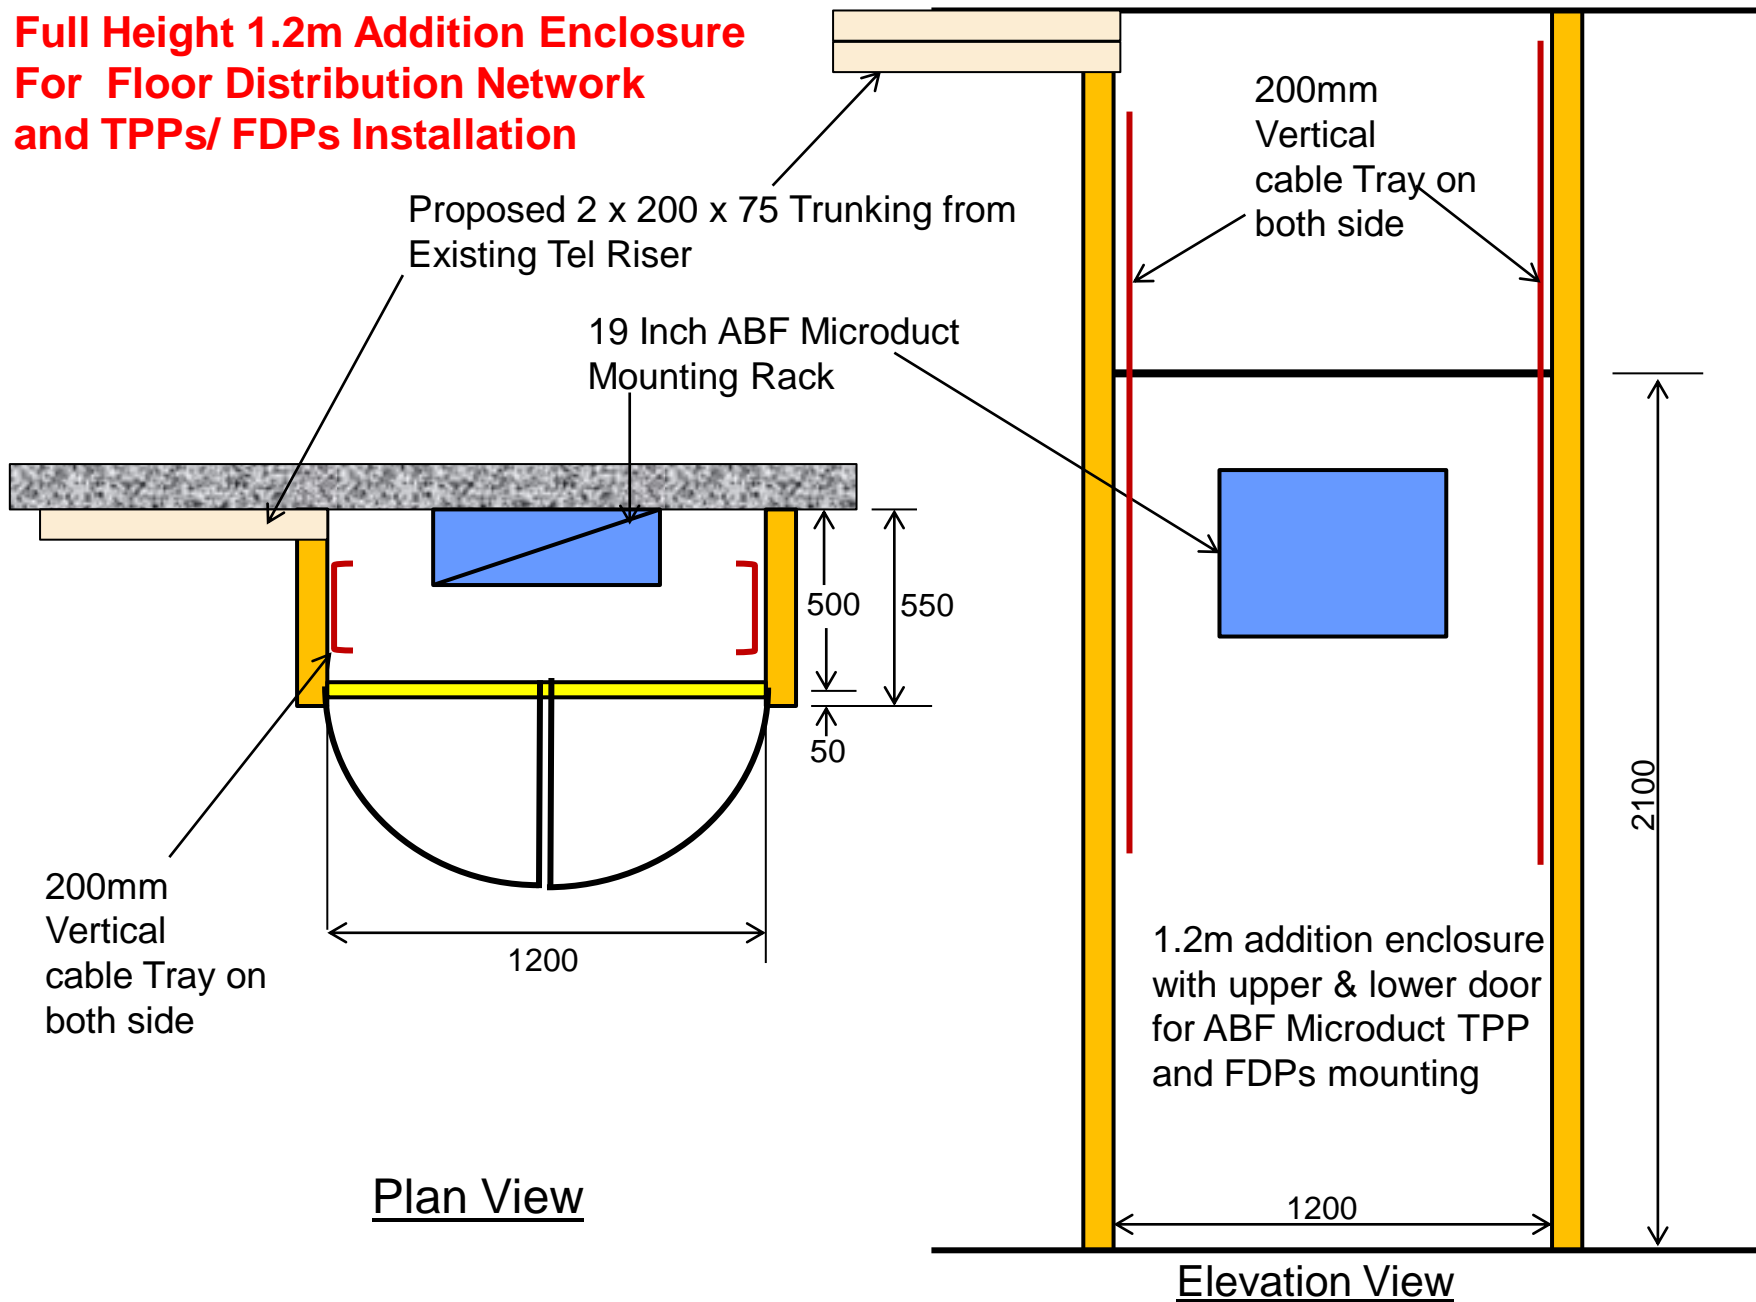 Full Height 1.2m Addition Enclosure
For Floor Distribution Network
and TPPs/ FDPs Installation
200mm
Vertical
cable Tray on
both side
Proposed 2 x 200 x 75 Trunking from
Existing Tel Riser
19 Inch ABF Microduct
Mounting Rack
500
550
50
2100
200mm
Vertical
cable Tray on
both side
1200
1.2m addition enclosure
with upper & lower door
for ABF Microduct TPP
and FDPs mounting
Plan View
1200
Elevation View